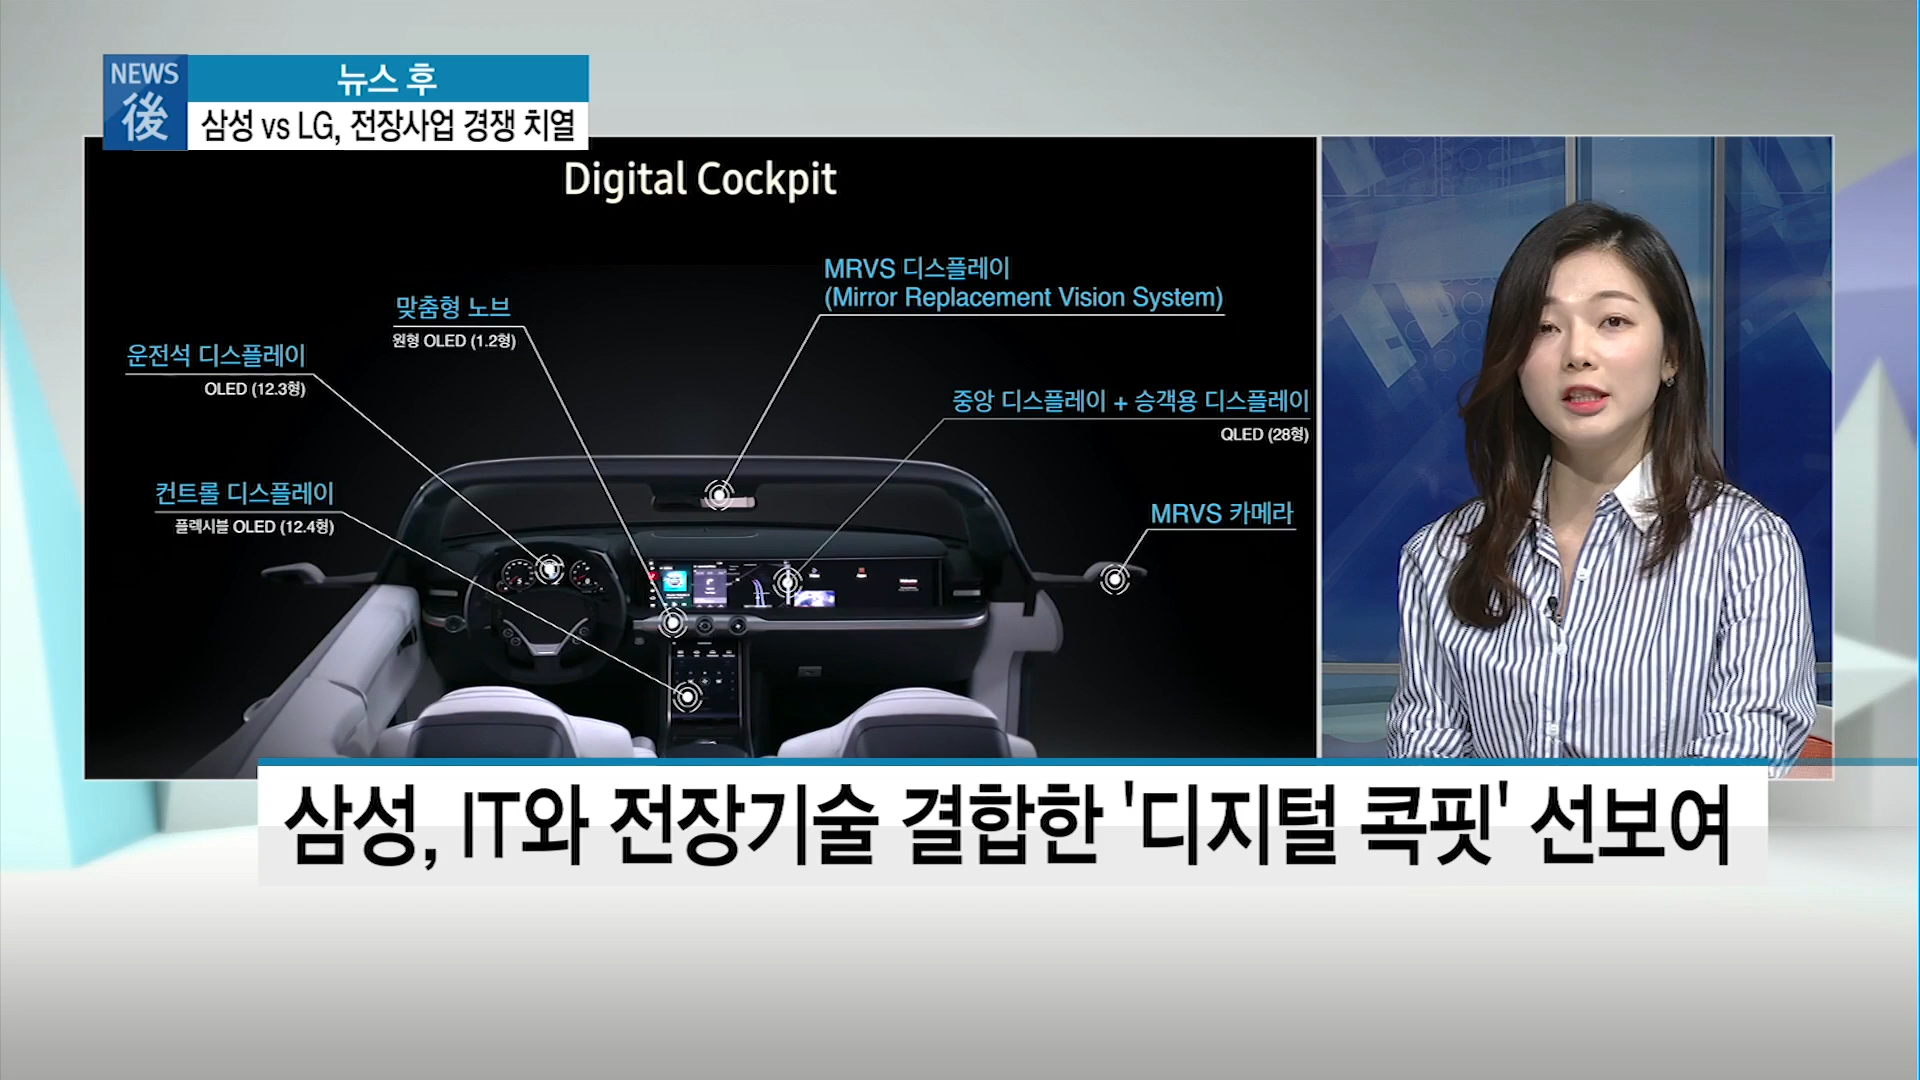 NEWS
後
뉴스 후
삼성 vs LG, 전장사업 경쟁 치열
Digital Cockpit
MRVS 디스플레이
(Mirror Replacement Vision System)
맞춤형 노브
원형 OLED (1.2형)
운전석 디스플레이
OLED (12.3형)
중앙 디스플레이 + 승객용 디스플레이
QLED (28형)
컨트롤 디스플레이
플렉시블 OLED (12.4형)
MRVS 카메라
삼성, IT와 전장기술 결합한 '디지털 콕핏' 선보여